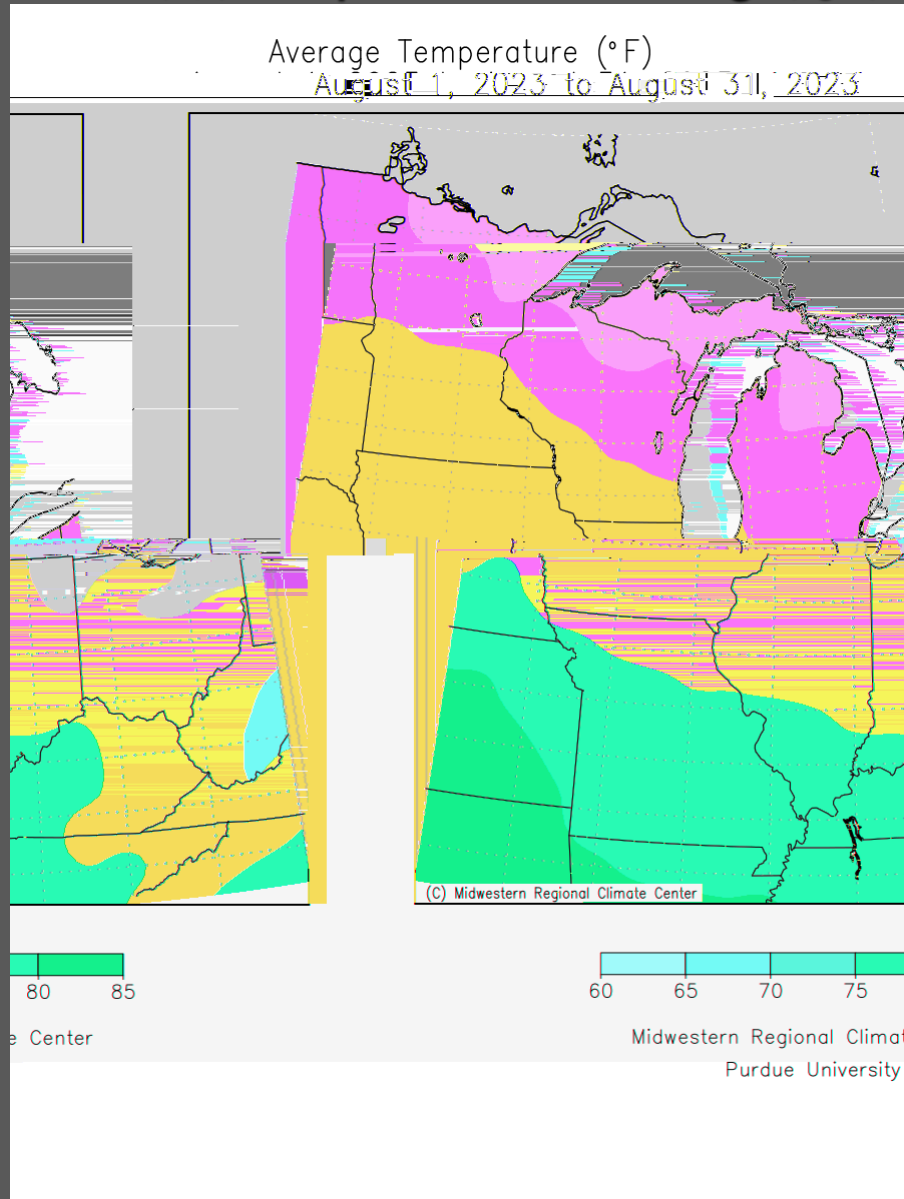 Average Temperature (°F)
August 1, 2023 to August 31, 2023
(C) Midwestern Regional Climate Center
80 85
60 65 70 75
e Center
Midwestern Regional Climat
Purdue University